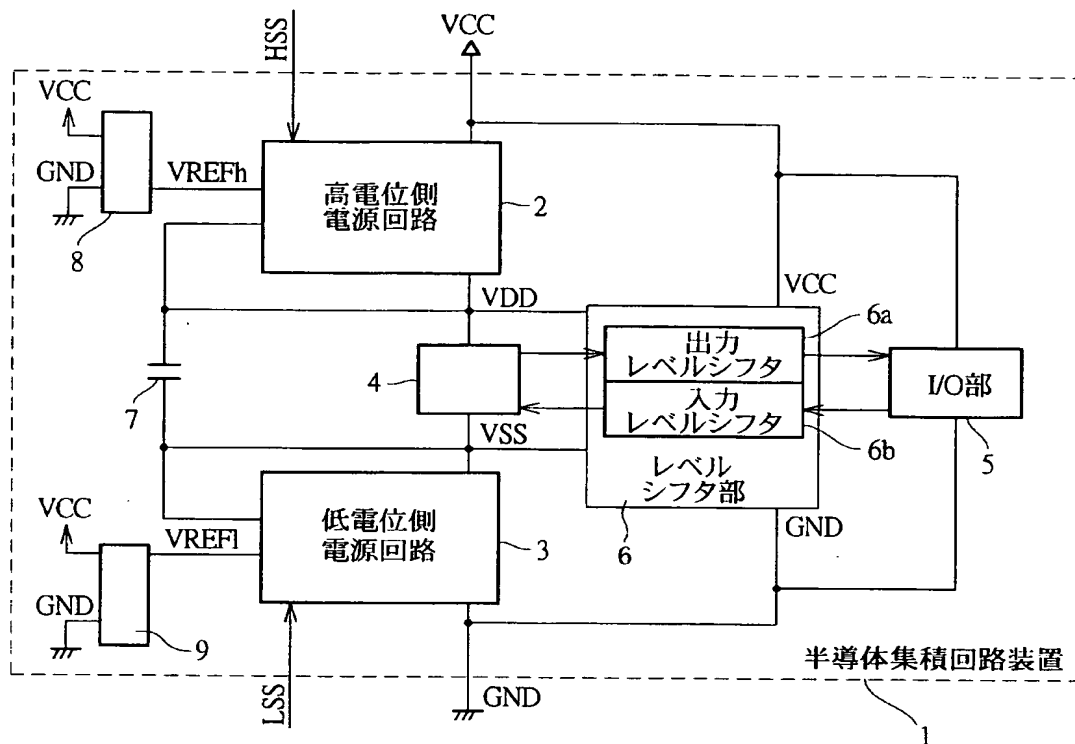 HSS
VCC
VCC
GND
VREFh
8
高電位側
電源回路
2
VDD
VCC
6a
出力
レベルシフタ
4
I/O部
7
入力
レベルシフタ
VSS
6b
5
レベル
シフタ部
VCC
VREFl
低電位側
電源回路
3
6
GND
GND
9
LSS
GND
半導体集積回路装置
1